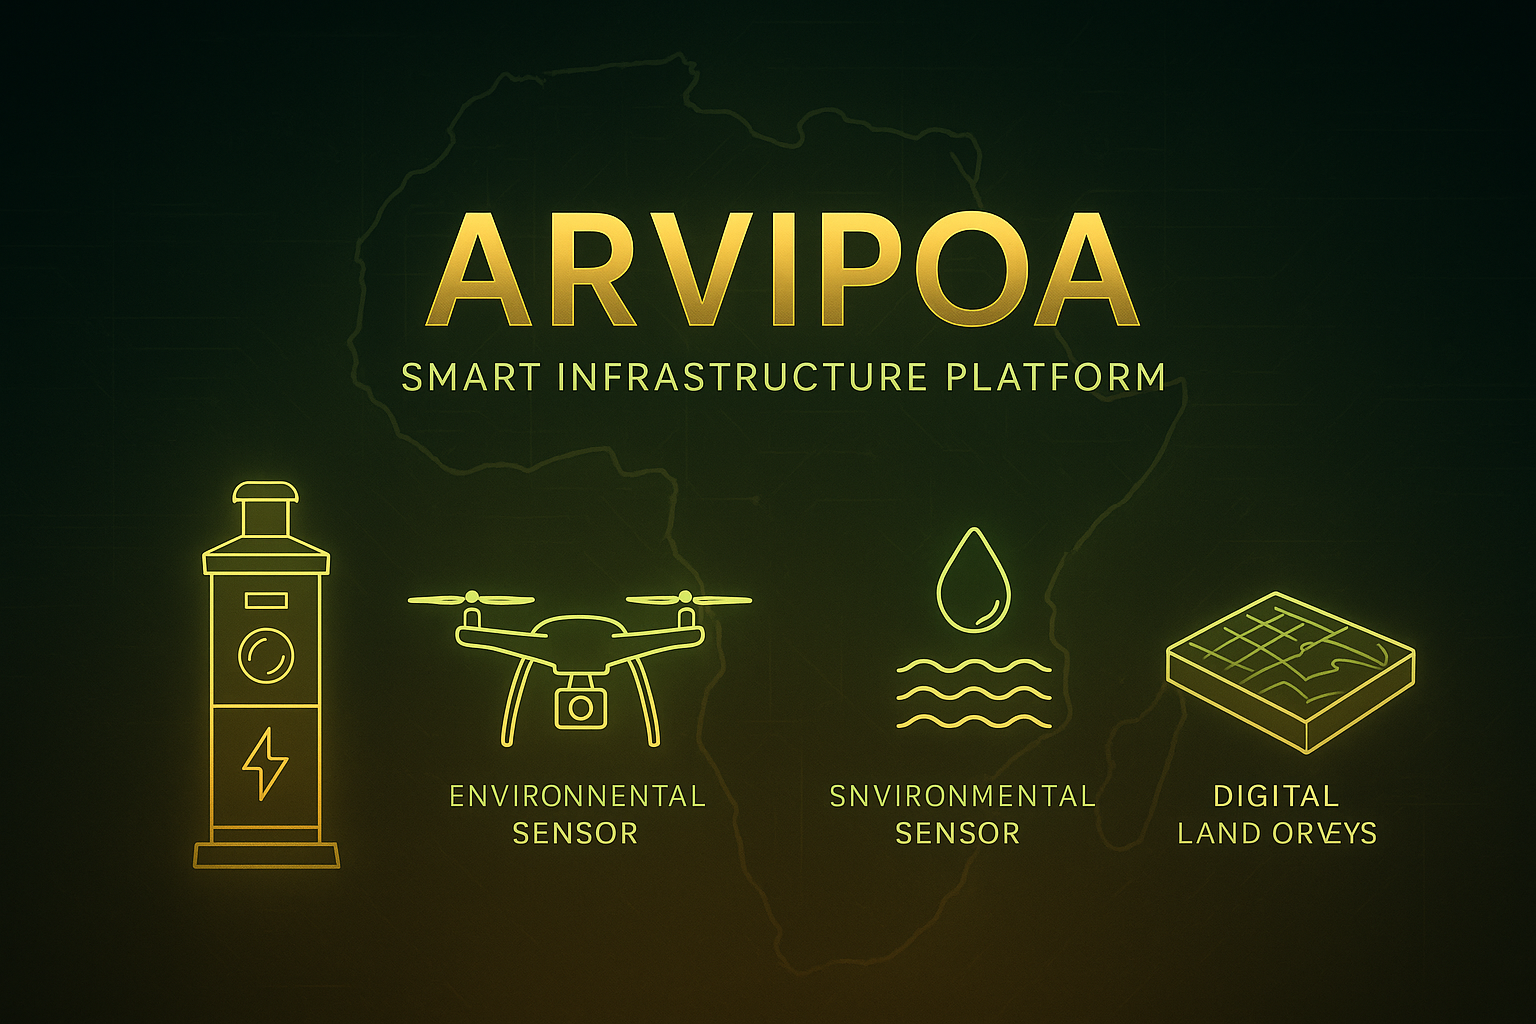 ARVIPOA
SMART INFRASTRUCTURE PLATFORM
ENVIRONNENTAL
SENSOR
SNVIRONMENTAL
SENSOR
DIGITAL
LAND ORVEYS